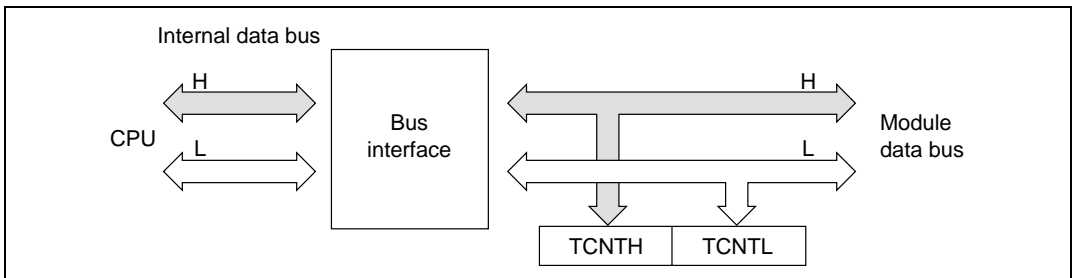 Internal data bus
H
H
CPU
Bus
interface
Module
data bus
L
L
TCNTH
TCNTL